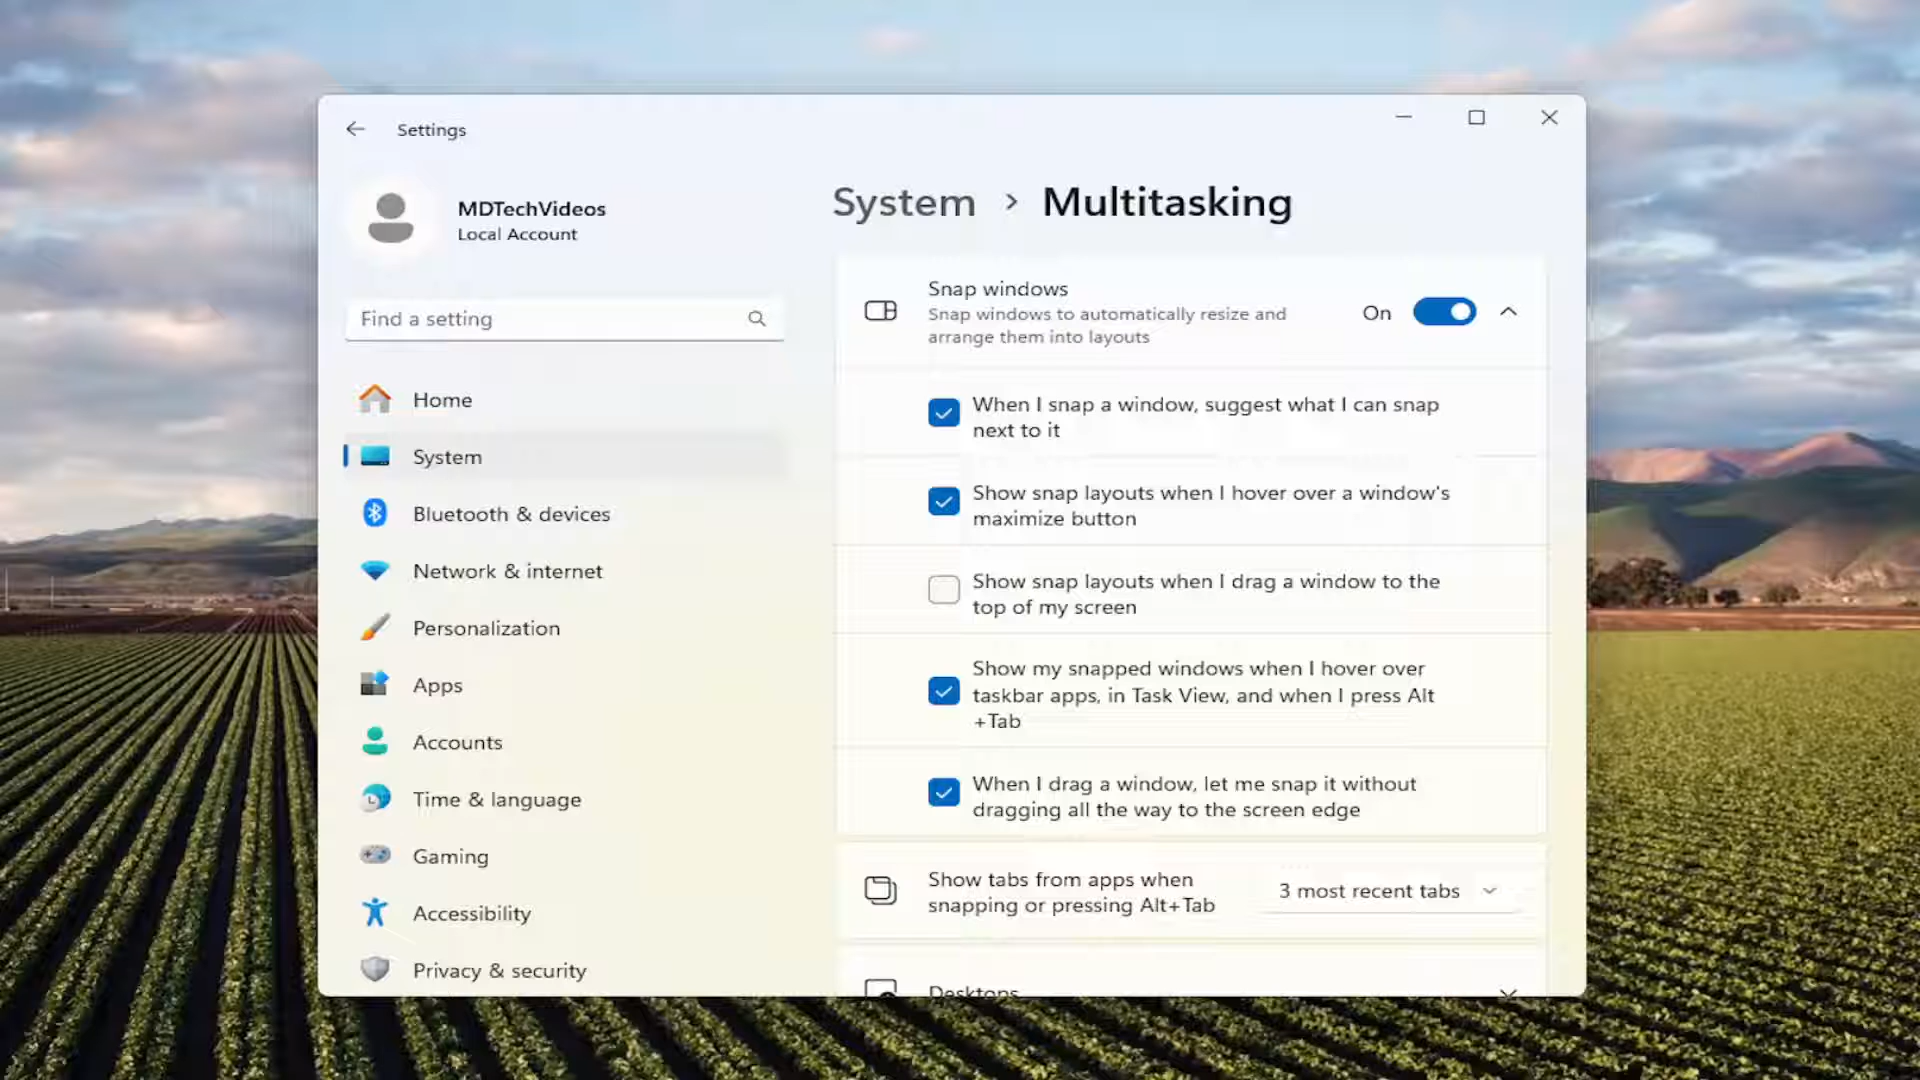 Settings
MDTechVideos
Local Account
Find a setting
Home
System
Bluetooth & devices
Network & internet
Personalization
Apps
Accounts
Time & language
Gaming
Accessibility
Privacy & security
System > Multitasking
Snap windows
Snap windows to automatically resize and
arrange them into layouts
On
When I snap a window, suggest what I can snap
next to it
Show snap layouts when I hover over a window's
maximize button
Show snap layouts when I drag a window to the
top of my screen
Show my snapped windows when I hover over
taskbar apps, in Task View, and when I press Alt
+Tab
When I drag a window, let me snap it without
dragging all the way to the screen edge
Show tabs from apps when
snapping or pressing Alt+Tab
3 most recent tabs
Desktops